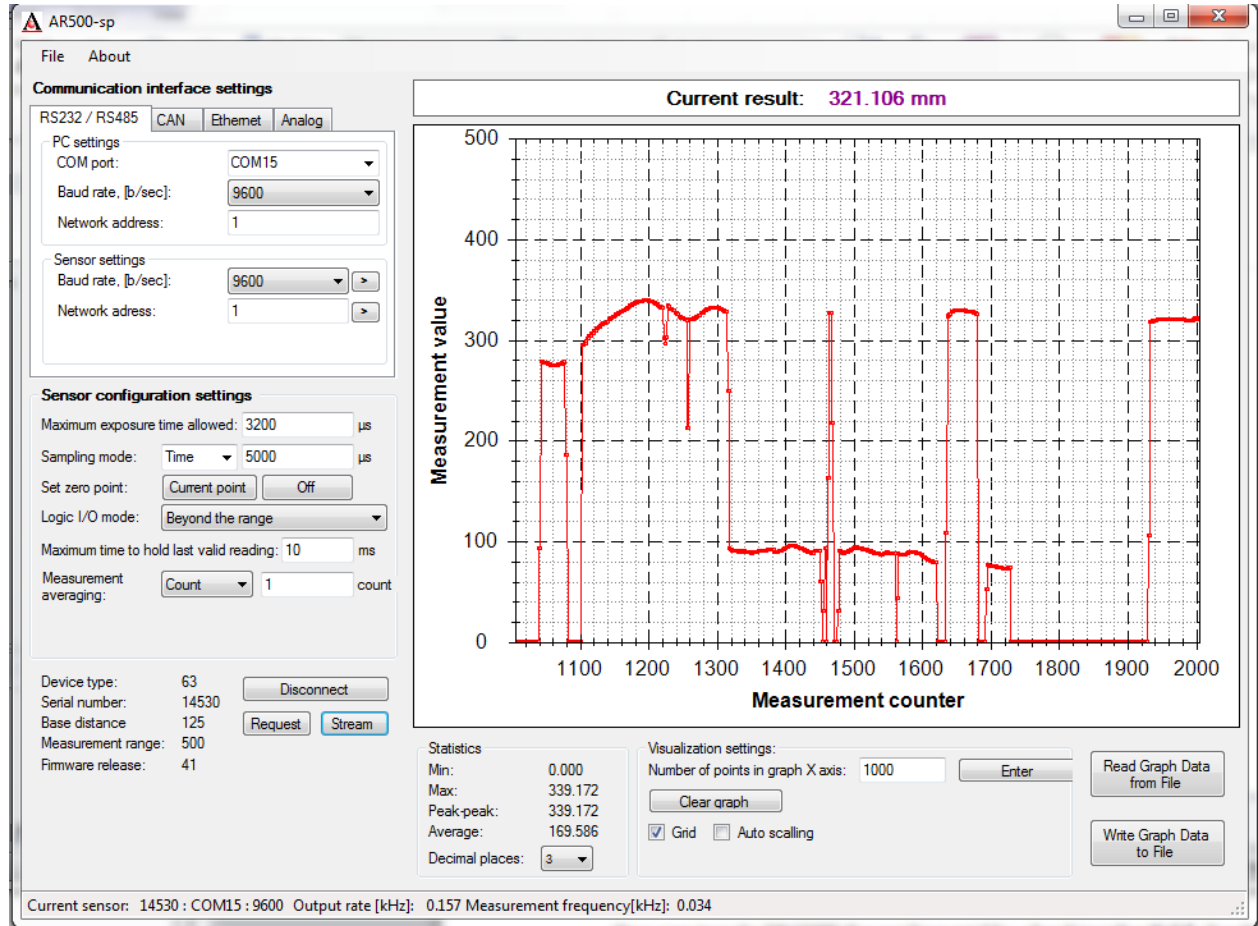 AR500-sp
File About
Communication interface settings
RS232 / RS485 CAN Ethernet Analog
PC settings
COM port: COM15
Baud rate, [b/sec]: 9600
Network address: 1
Sensor settings
Baud rate, [b/sec]: 9600 >
Network adress: 1 >
Sensor configuration settings
Maximum exposure time allowed: 3200 µs
Sampling mode: Time 5000 µs
Set zero point: Current point Off
Logic I/O mode: Beyond the range
Maximum time to hold last valid reading: 10 ms
Measurement averaging: Count 1 count
Device type: 63
Serial number: 14530
Base distance 125
Measurement range: 500
Firmware release: 41
Disconnect
Request Stream
Current result: 321.106 mm
500
400
300
200
100
0
Measurement value
1100 1200 1300 1400 1500 1600 1700 1800 1900 2000
Measurement counter
Statistics
Min: 0.000
Max: 339.172
Peak-peak: 339.172
Average: 169.586
Decimal places: 3
Visualization settings:
Number of points in graph X axis: 1000 Enter
Clear graph
Grid Auto scalling
Read Graph Data
from File
Write Graph Data
to File
Current sensor: 14530 : COM15 : 9600 Output rate [kHz]: 0.157 Measurement frequency[kHz]: 0.034